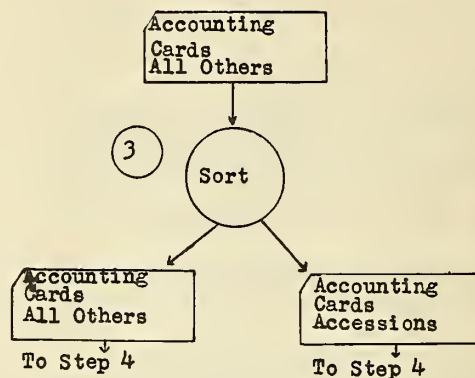 Accounting
Cards
All Others
3
Sort
Accounting
Cards
All Others
To Step 4
Accounting
Cards
Accessions
To Step 4